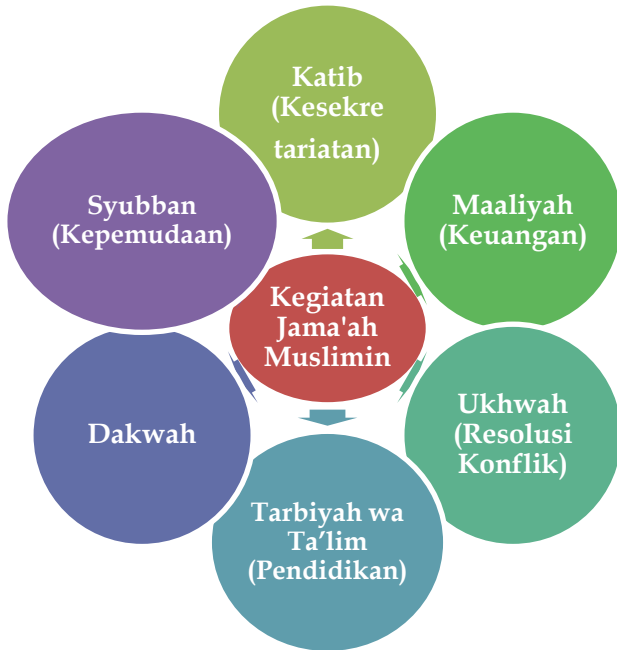 Katib
(Kesekre
tariatan)
Syubban
(Kepemudaan)
Maaliyah
(Keuangan)
Kegiatan
Jama'ah
Muslimin
Dakwah
Ukhwah
(Resolusi
Konflik)
Tarbiyah wa
Ta’lim
(Pendidikan)